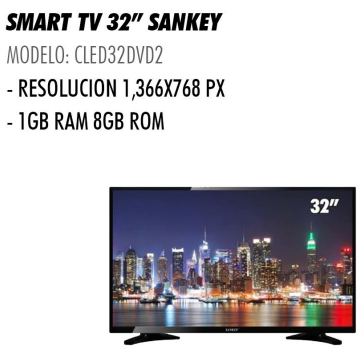 SMART TV 32" SANKEY
MODELO: CLED32DVD2
- RESOLUCION 1,366X768 PX
- 1GB RAM 8GB ROM
32"